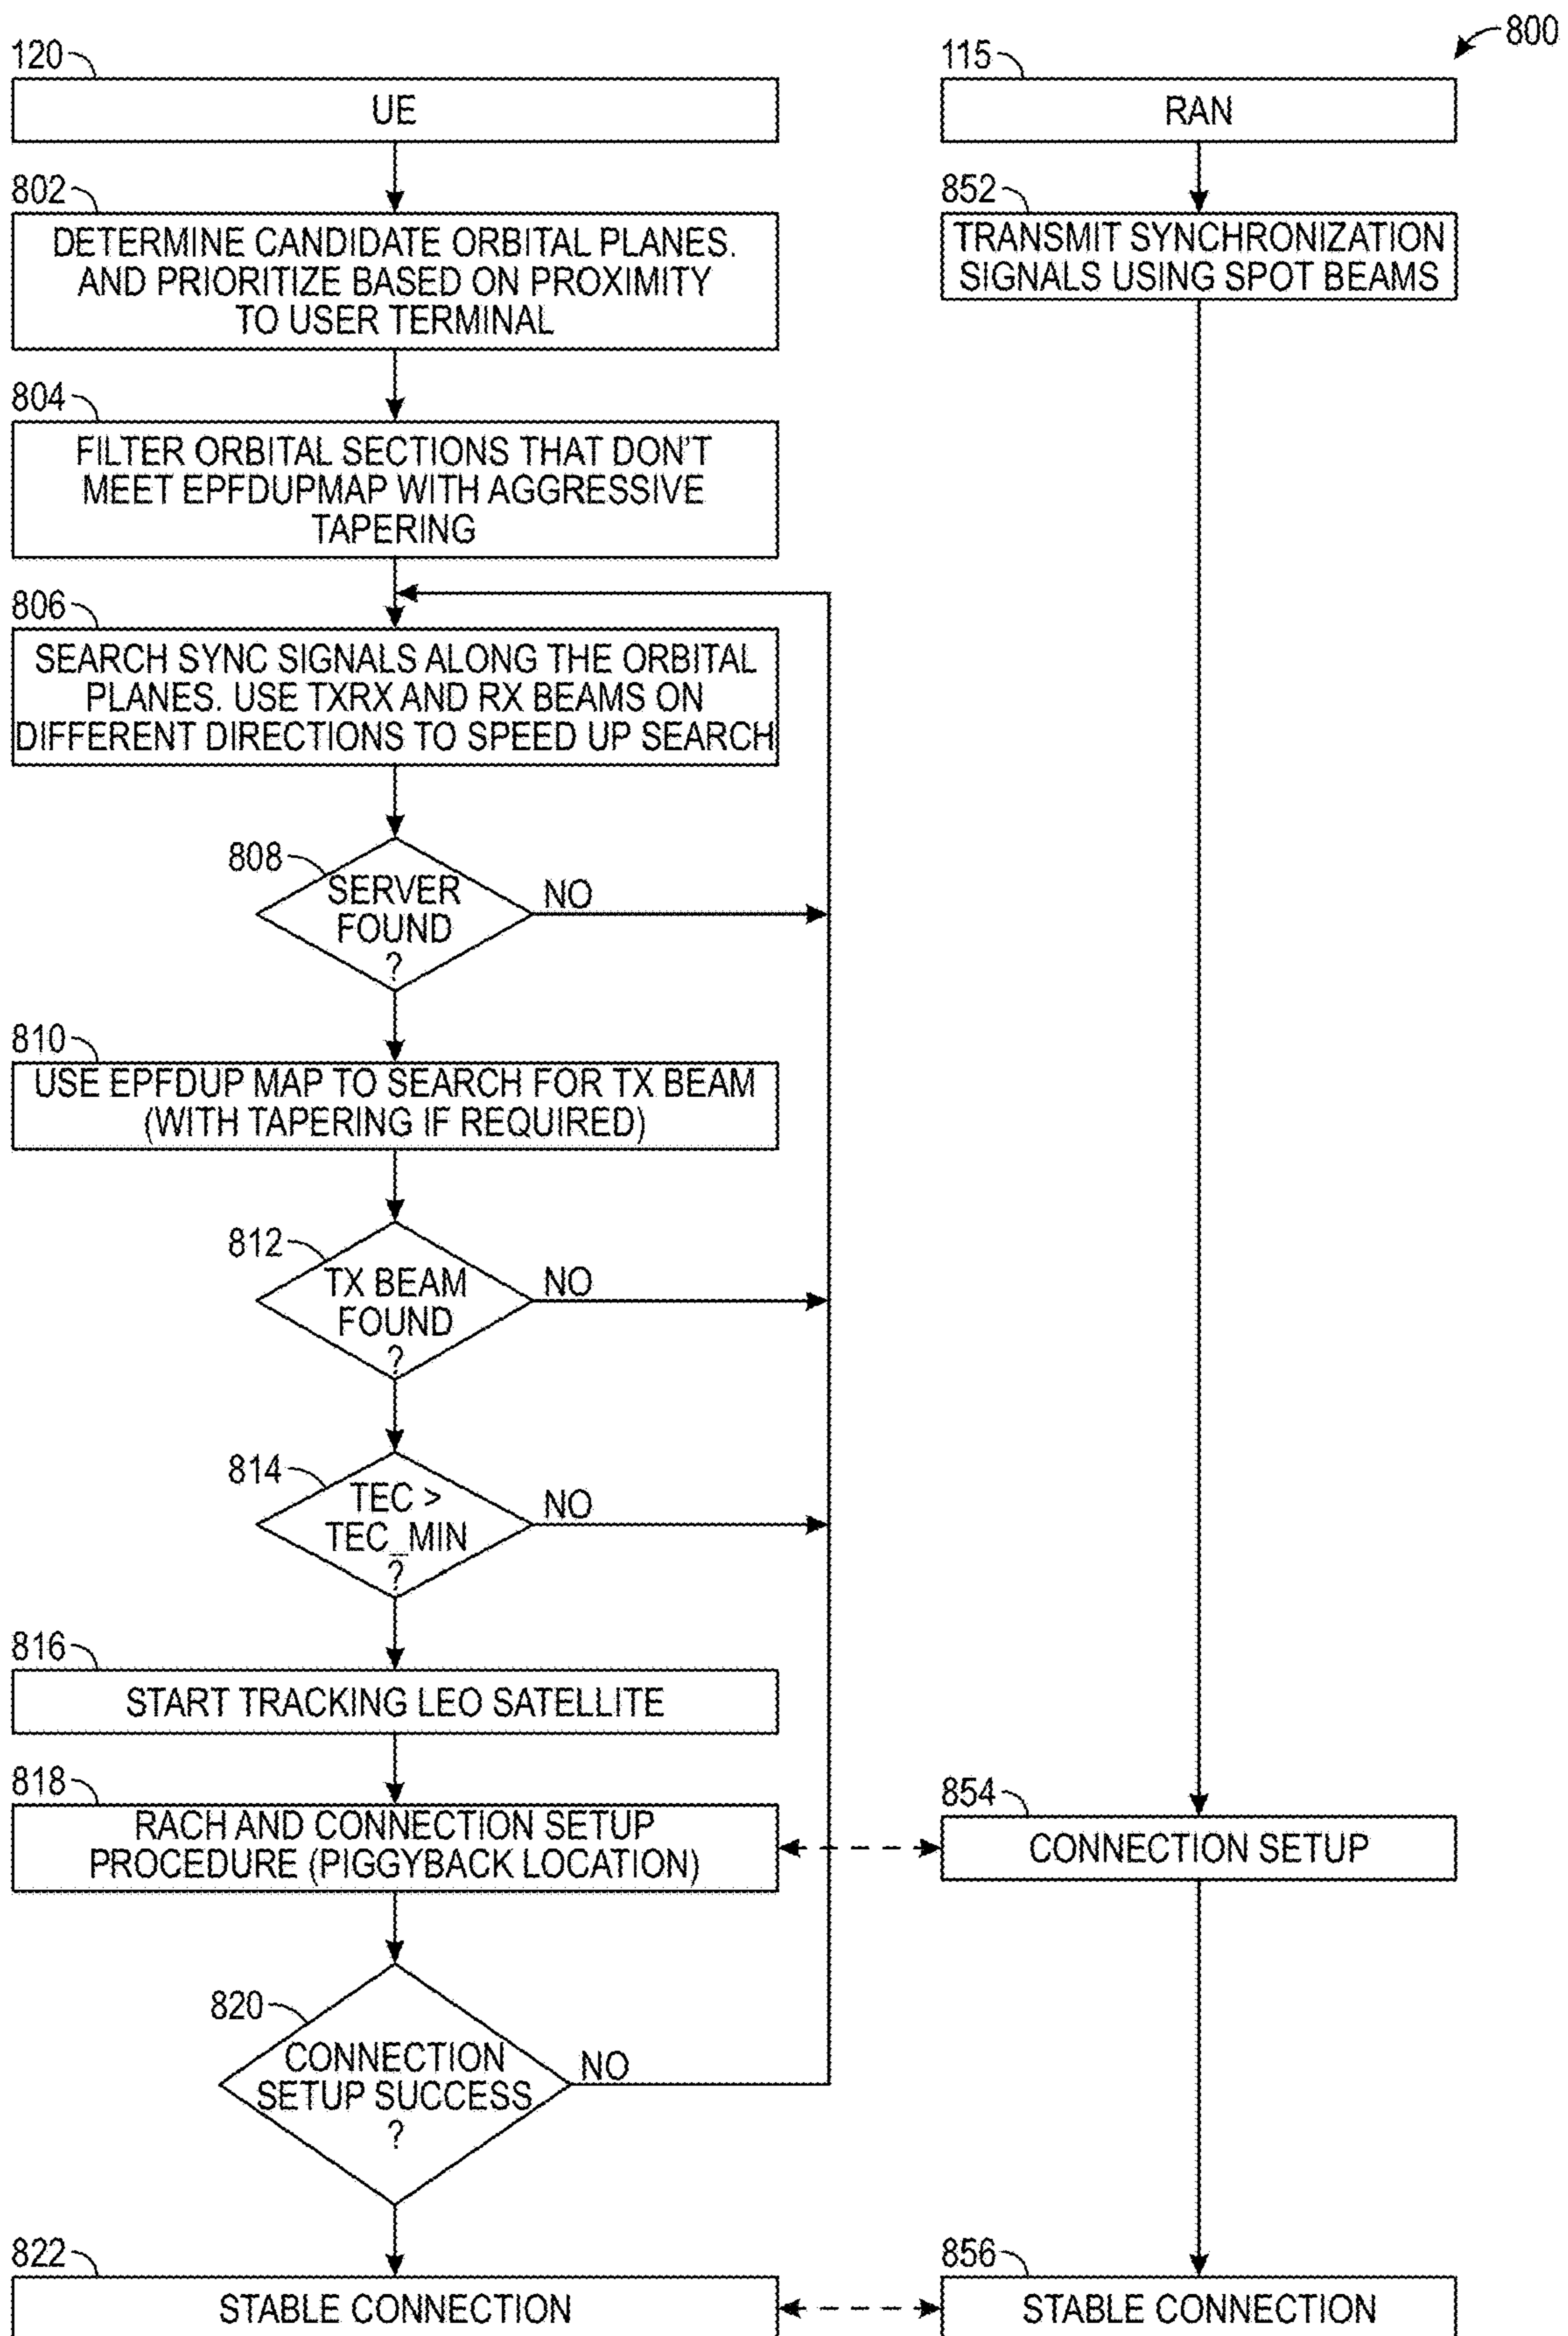 800
120
UE
115
RAN
802
DETERMINE CANDIDATE ORBITAL PLANES.
AND PRIORITIZE BASED ON PROXIMITY
TO USER TERMINAL
852
TRANSMIT SYNCHRONIZATION
SIGNALS USING SPOT BEAMS
804
FILTER ORBITAL SECTIONS THAT DON'T
MEET EPFDUPMAP WITH AGGRESSIVE
TAPERING
806
SEARCH SYNC SIGNALS ALONG THE ORBITAL
PLANES. USE TXRX AND RX BEAMS ON
DIFFERENT DIRECTIONS TO SPEED UP SEARCH
808
SERVER
FOUND
?
NO
810
USE EPFDUP MAP TO SEARCH FOR TX BEAM
(WITH TAPERING IF REQUIRED)
812
TX BEAM
FOUND
?
NO
814
TEC >
TEC_MIN
?
NO
816
START TRACKING LEO SATELLITE
818
RACH AND CONNECTION SETUP
PROCEDURE (PIGGYBACK LOCATION)
854
CONNECTION SETUP
820
CONNECTION
SETUP SUCCESS
?
NO
822
STABLE CONNECTION
856
STABLE CONNECTION